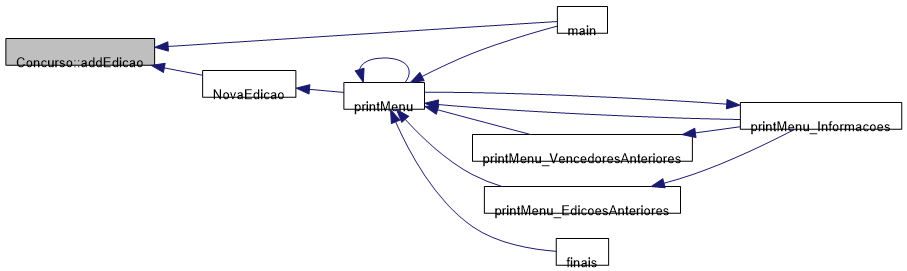 main
Concurso::addEdicao
NovaEdicao
printMenu
printMenu_Informacoes
printMenu_VencedoresAnteriores
printMenu_EdicoesAnteriores
finais